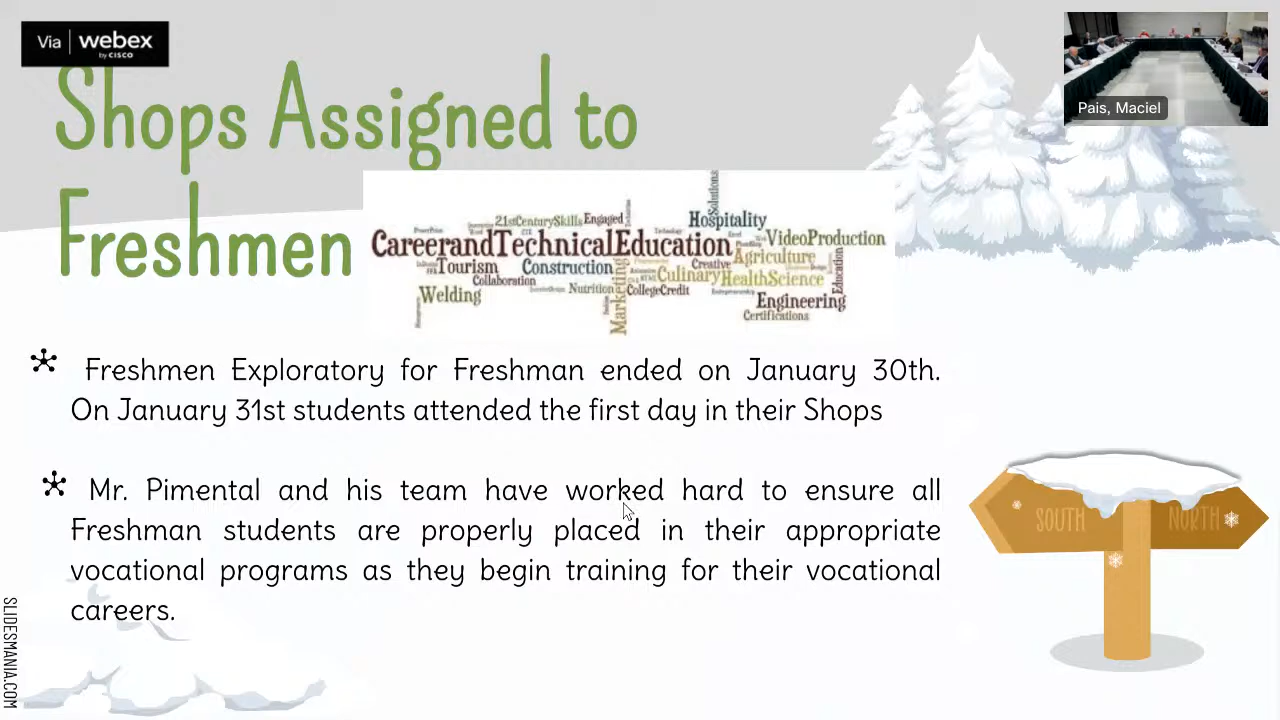 Via webex
by CISCO
Pais, Maciel
Shops Assigned to
Freshmen
Solutions
21stCenturySkills Engaged Hospitality
CareerandTechnicalEducation VideoProduction
Tourism Construction Creative Agriculture
Collaboration Culinary HealthScience Education
Welding Nutrition Marketing CollegeCredit Engineering
Certifications
Freshmen Exploratory for Freshman ended on January 30th.
On January 31st students attended the first day in their Shops
Mr. Pimental and his team have worked hard to ensure all
Freshman students are properly placed in their appropriate
vocational programs as they begin training for their vocational
careers.
SOUTH NORTH
SLIDESMANIA.COM